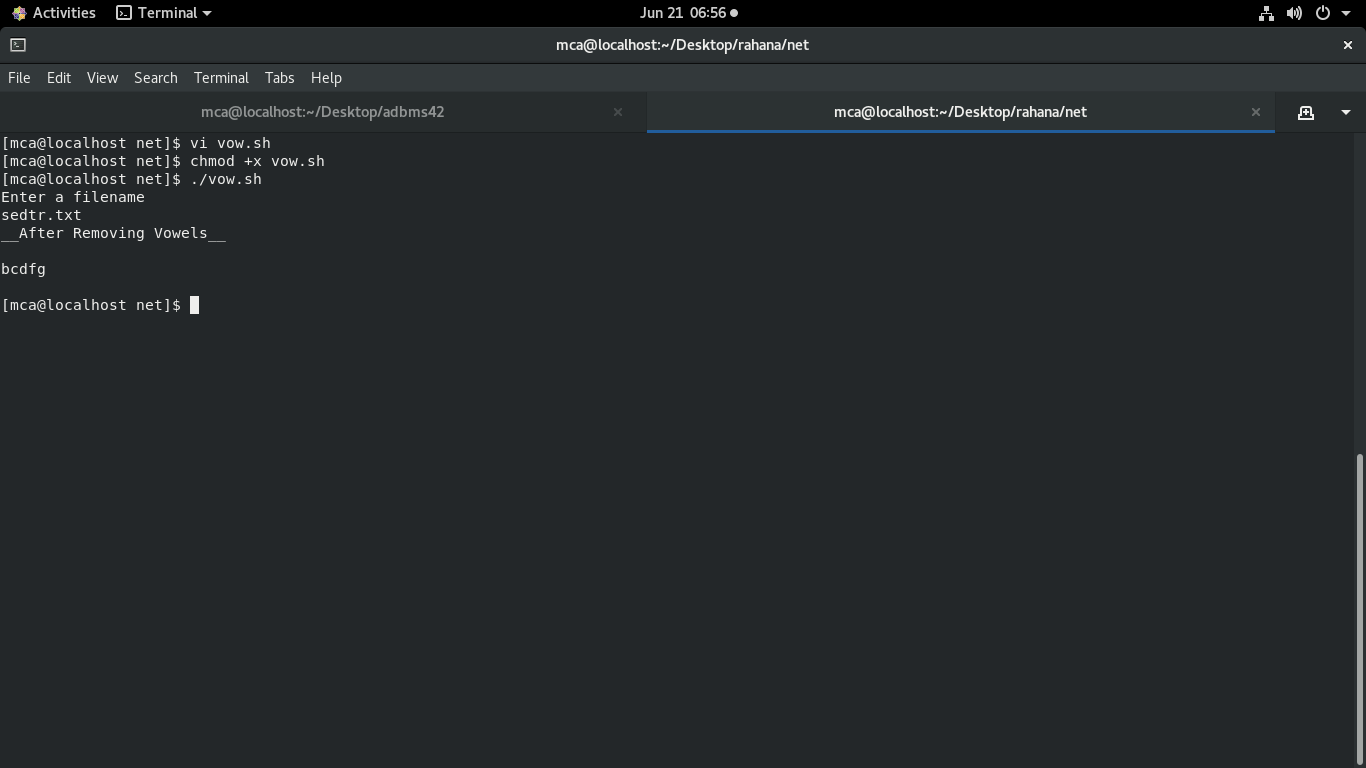 Activities Terminal Jun 21 06:56
mca@localhost:~/Desktop/rahana/net
File Edit View Search Terminal Tabs Help
mca@localhost:~/Desktop/adbms42 mca@localhost:~/Desktop/rahana/net
[mca@localhost net]$ vi vow.sh
[mca@localhost net]$ chmod +x vow.sh
[mca@localhost net]$ ./vow.sh
Enter a filename
sedtr.txt
__After Removing Vowels__
bcdfg
[mca@localhost net]$